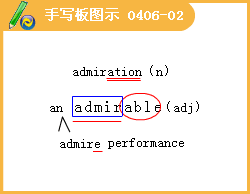 手写板图示 0406-02
admiration (n)
an admirable (adj)
admire performance